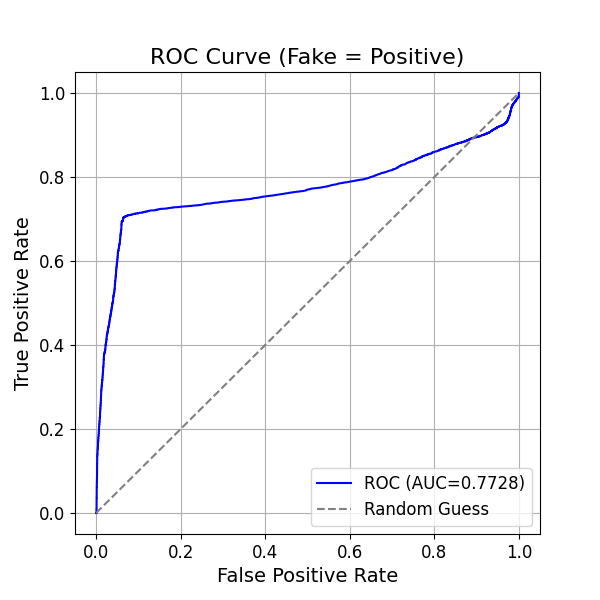 ROC Curve (Fake = Positive)
1.0
0.8
0.6
0.4
0.2
0.0
True Positive Rate
ROC (AUC=0.7728)
Random Guess
0.0 0.2 0.4 0.6 0.8 1.0
False Positive Rate